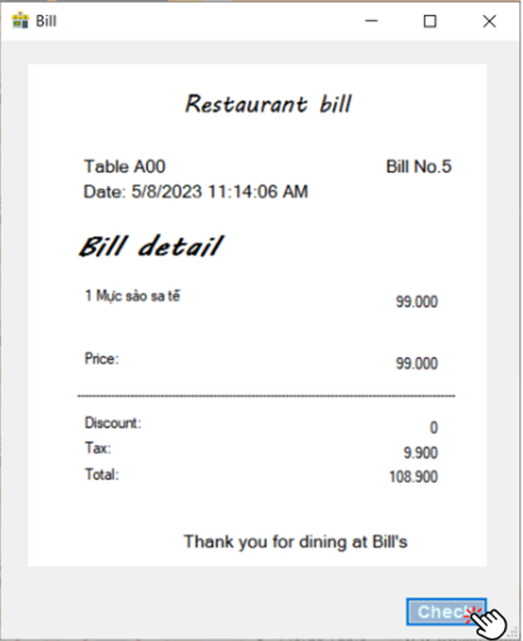 Bill
Restaurant bill
Table A00 Bill No.5
Date: 5/8/2023 11:14:06 AM
Bill detail
1 Mực sào sa tế 99.000
Price: 99.000
Discount: 0
Tax: 9.900
Total: 108.900
Thank you for dining at Bill's